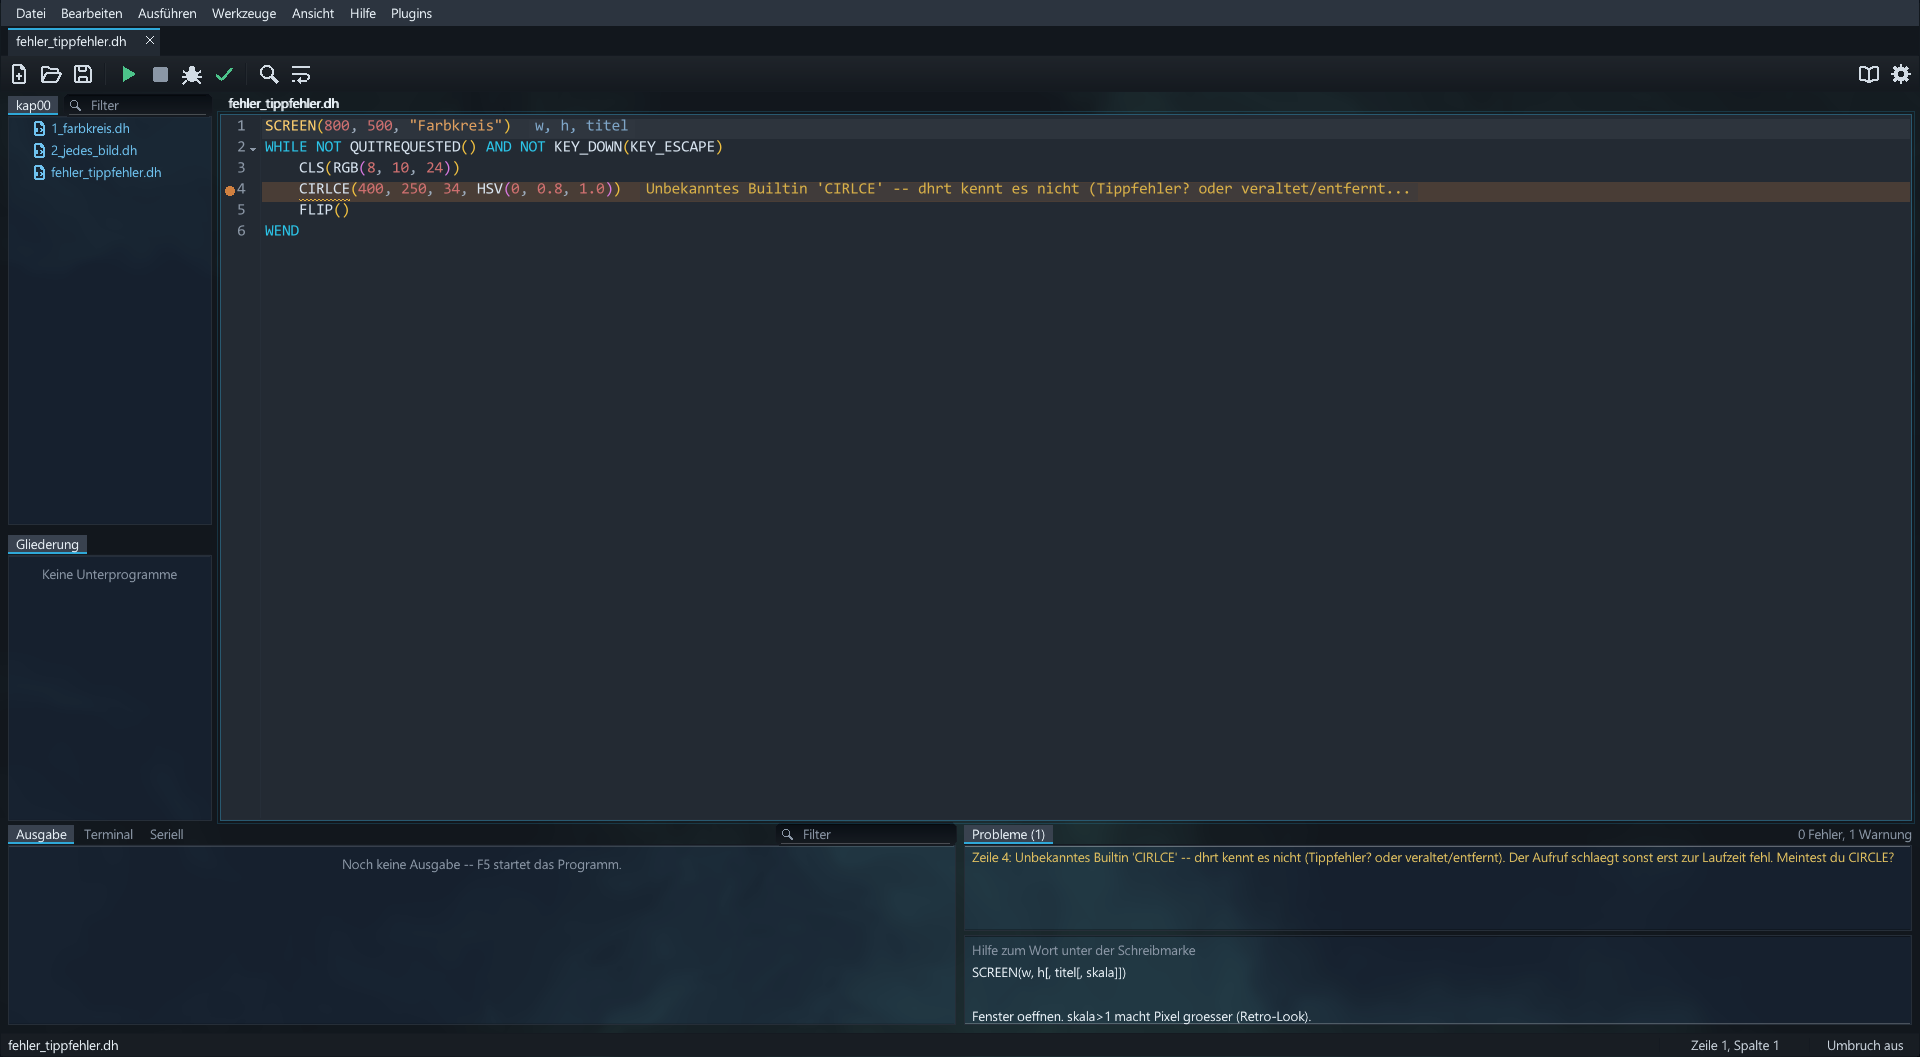 Datei Bearbeiten Ausführen Werkzeuge Ansicht Hilfe Plugins
fehler_tippfehler.dh
kap00 Filter
1_farbkreis.dh
2_jedes_bild.dh
fehler_tippfehler.dh
fehler_tippfehler.dh
1 SCREEN(800, 500, "Farbkreis") w, h, titel
2 WHILE NOT QUITREQUESTED() AND NOT KEY_DOWN(KEY_ESCAPE)
3 CLS(RGB(8, 10, 24))
4 CIRLCE(400, 250, 34, HSV(0, 0.8, 1.0)) Unbekanntes Builtin 'CIRLCE' -- dhrt kennt es nicht (Tippfehler? oder veraltet/entfernt...
5 FLIP()
6 WEND
Gliederung
Keine Unterprogramme
Ausgabe Terminal Seriell Filter
Noch keine Ausgabe -- F5 startet das Programm.
Probleme (1) 0 Fehler, 1 Warnung
Zeile 4: Unbekanntes Builtin 'CIRLCE' -- dhrt kennt es nicht (Tippfehler? oder veraltet/entfernt). Der Aufruf schlaegt sonst erst zur Laufzeit fehl. Meintest du CIRCLE?
Hilfe zum Wort unter der Schreibmarke
SCREEN(w, h[, titel[, skala]])
Fenster oeffnen. skala>1 macht Pixel groesser (Retro-Look).
fehler_tippfehler.dh Zeile 1, Spalte 1 Umbruch aus